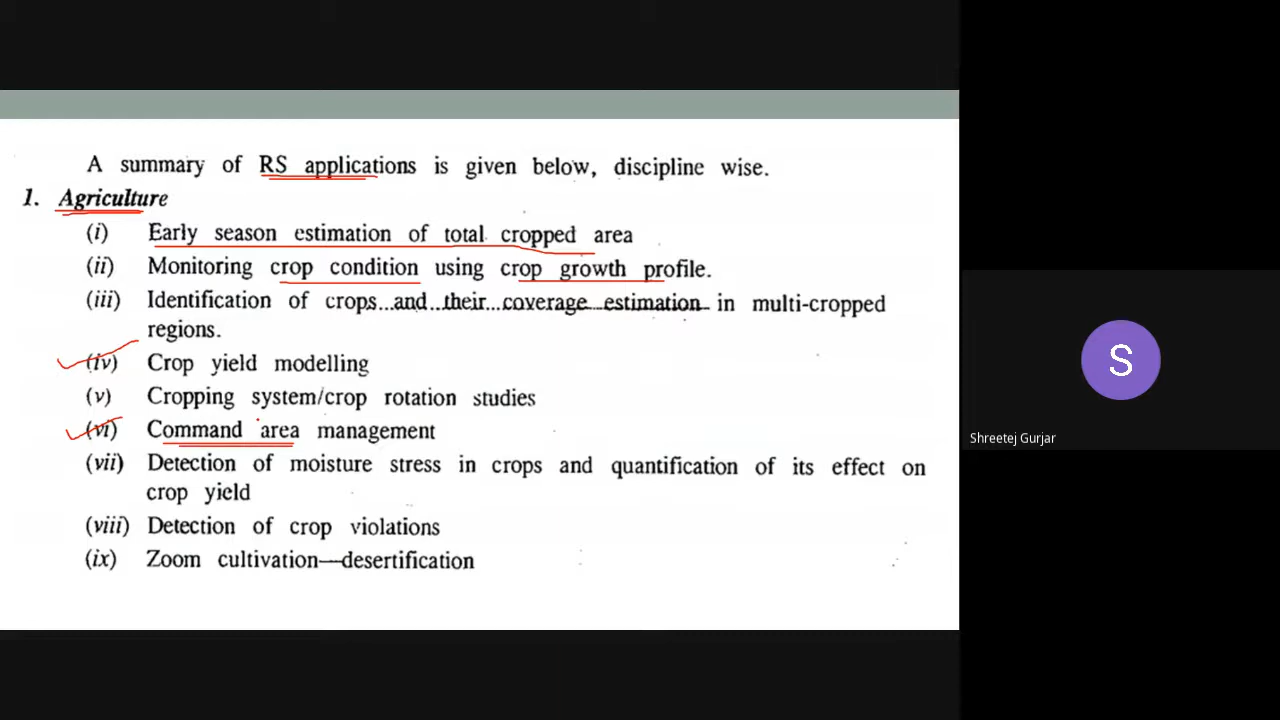 A summary of RS applications is given below, discipline wise.
1. Agriculture
(i) Early season estimation of total cropped area
(ii) Monitoring crop condition using crop growth profile.
(iii) Identification of crops and their coverage estimation in multi-cropped
regions.
(iv) Crop yield modelling
(v) Cropping system/crop rotation studies
(vi) Command area management
(vii) Detection of moisture stress in crops and quantification of its effect on
crop yield
(viii) Detection of crop violations
(ix) Zoom cultivation—desertification
S
Shreetej Gurjar